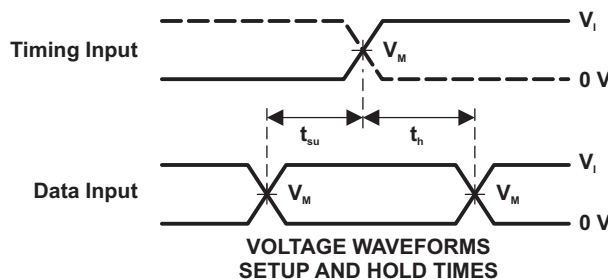 V_I
Timing Input
V_M
0 V
t_su
t_h
V_I
Data Input
V_M
V_M
0 V
VOLTAGE WAVEFORMS
SETUP AND HOLD TIMES